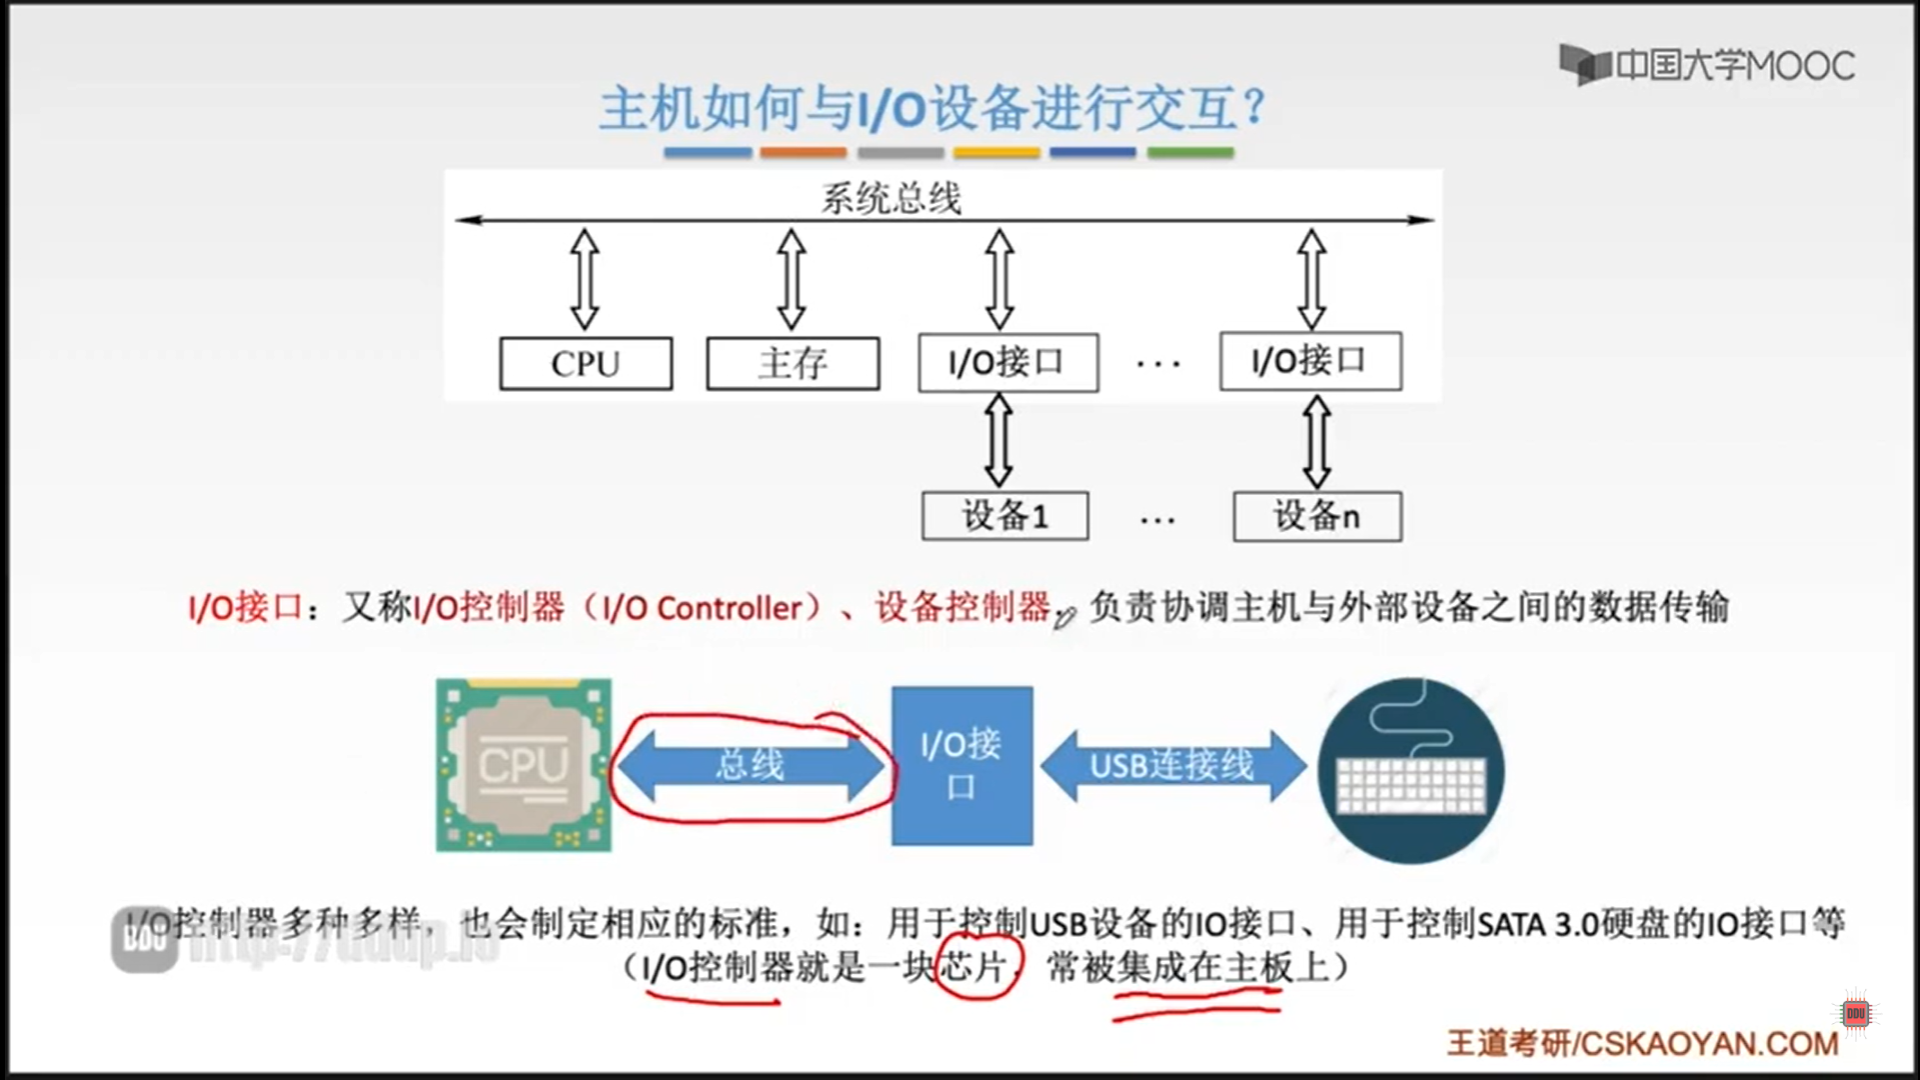 中国大学MOOC
主机如何与I/O设备进行交互？
系统总线
CPU 主存 I/O接口 ... I/O接口
设备1 ... 设备n
I/O接口：又称I/O控制器（I/O Controller）、设备控制器，负责协调主机与外部设备之间的数据传输
CPU
总线
I/O接
口
USB连接线
I/O控制器多种多样，也会制定相应的标准，如：用于控制USB设备的IO接口、用于控制SATA 3.0硬盘的IO接口等
DDU http://ddup.io
（I/O控制器就是一块芯片，常被集成在主板上）
DDU
王道考研/CSKAOYAN.COM